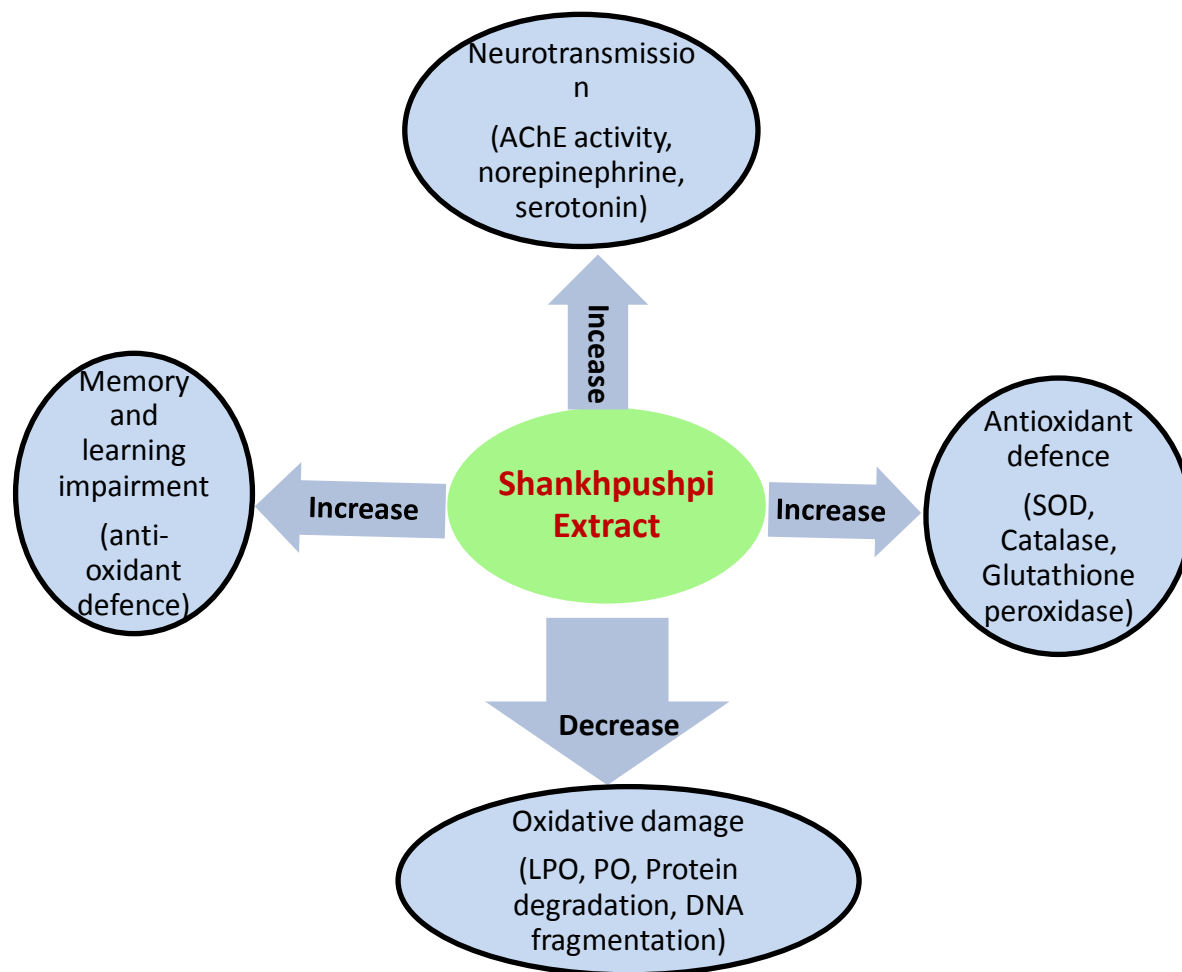 Neurotransmissio
n
(AChE activity,
norepinephrine,
serotonin)
Incease
Memory
and
learning
impairment
(anti-
oxidant
defence)
Increase
Shankhpushpi
Extract
Increase
Antioxidant
defence
(SOD,
Catalase,
Glutathione
peroxidase)
Decrease
Oxidative damage
(LPO, PO, Protein
degradation, DNA
fragmentation)